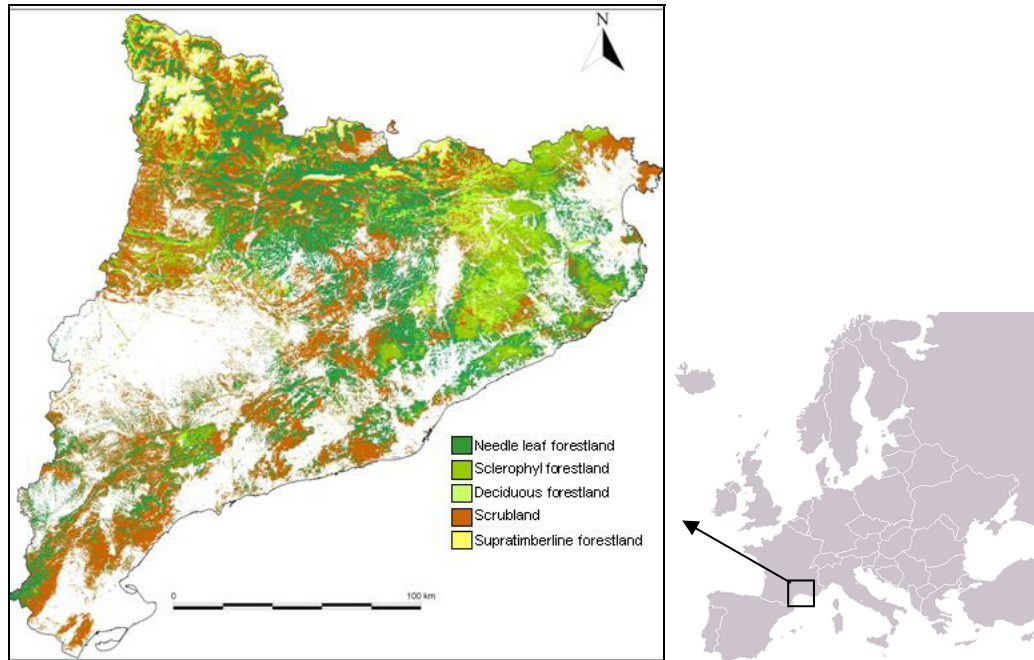 N
Needle leaf forestland
Sclerophyl forestland
Deciduous forestland
Scrubland
Supratimberline forestland
0 100 km